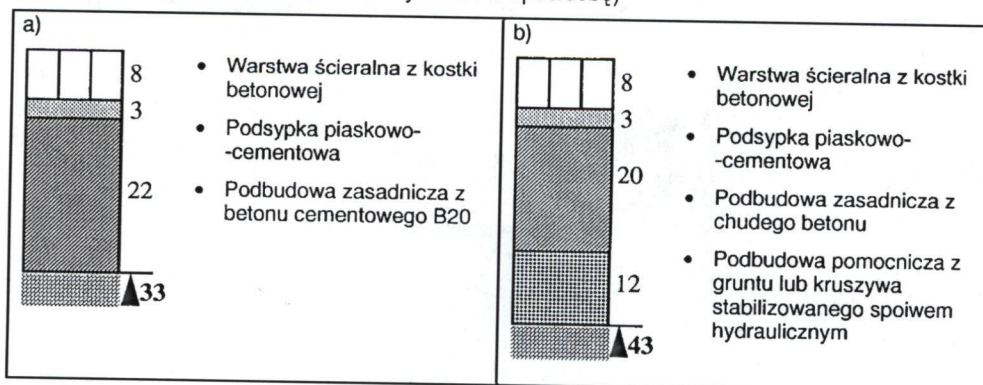 a)
8
3
22
33
• Warstwa ścieralna z kostki
betonowej
• Podsypka piaskowo-
-cementowa
• Podbudowa zasadnicza z
betonu cementowego B20
b)
8
3
20
12
43
• Warstwa ścieralna z kostki
betonowej
• Podsypka piaskowo-
-cementowa
• Podbudowa zasadnicza z
chudego betonu
• Podbudowa pomocnicza z
gruntu lub kruszywa
stabilizowanego spoiwem
hydraulicznym